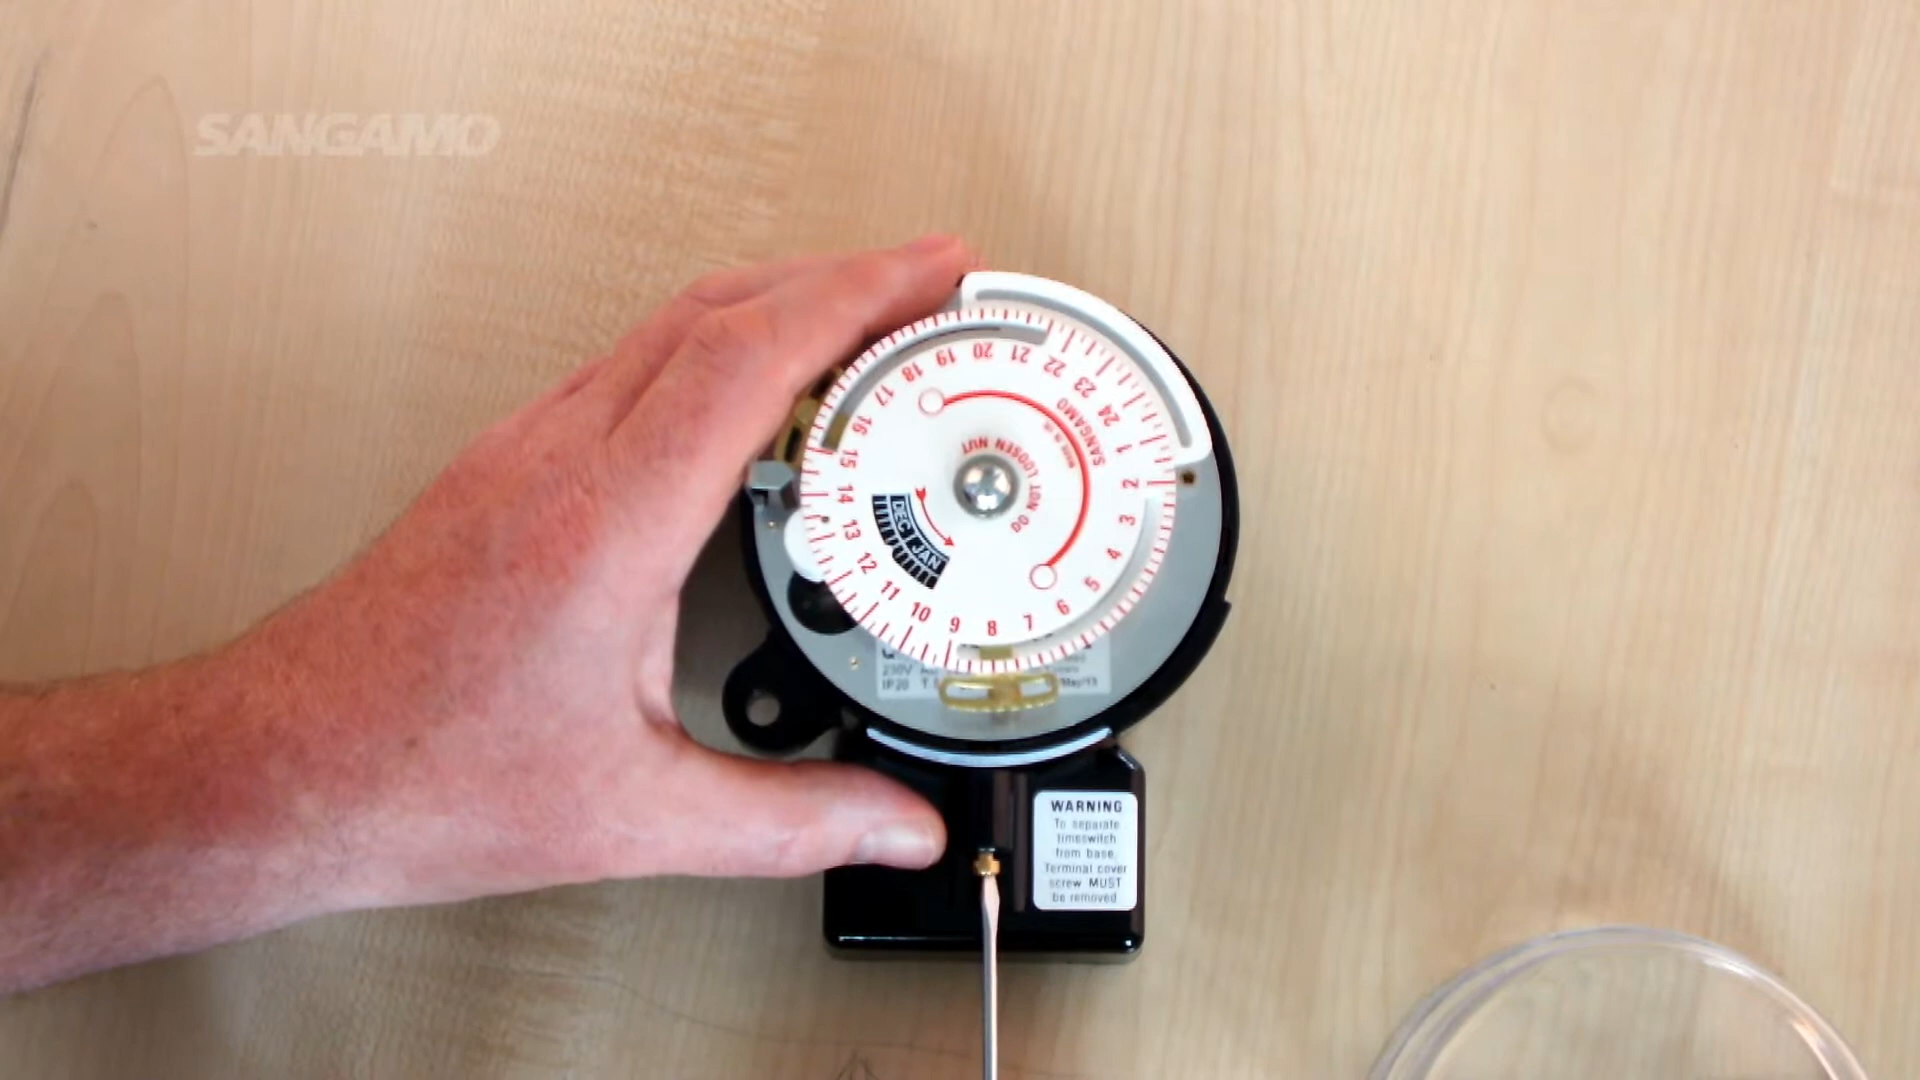 SANGAMO
1 2 3 4 5 6 7 8 9 10 11 12 13 14 15 16 17 18 19 20 21 22 23 24
SANGAMO
DO NOT LOOSEN NUT
DEC JAN
230V
IP20
May/13
WARNING
To separate
timeswitch
from base,
Terminal cover
screw MUST
be removed